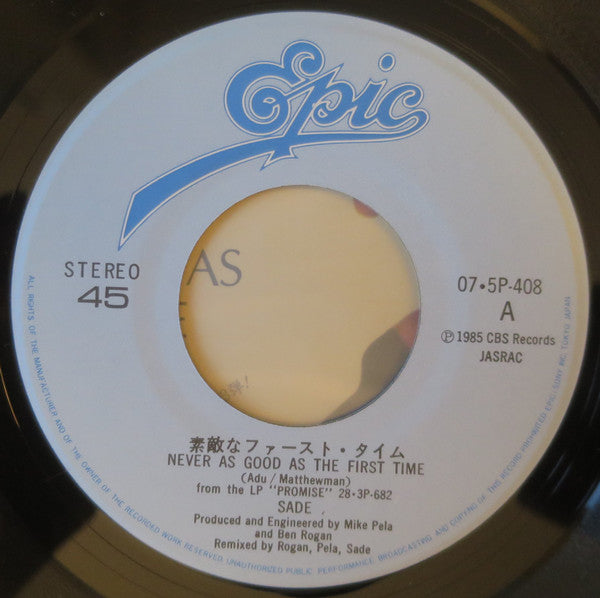 Epic
STEREO
45
AS
07・5P-408
A
Ⓟ 1985 CBS Records
JASRAC
素敵なファースト・タイム
NEVER AS GOOD AS THE FIRST TIME
(Adu / Matthewman)
from the LP "PROMISE" 28・3P-682
SADE
Produced and Engineered by Mike Pela
and Ben Rogan
Remixed by Rogan, Pela, Sade
ALL RIGHTS OF THE MANUFACTURER AND OF THE OWNER OF THE RECORDED WORK RESERVED. UNAUTHORIZED PUBLIC PERFORMANCE, BROADCASTING AND COPYING OF THIS RECORD PROHIBITED EPIC/SONY INC. TOKYO JAPAN